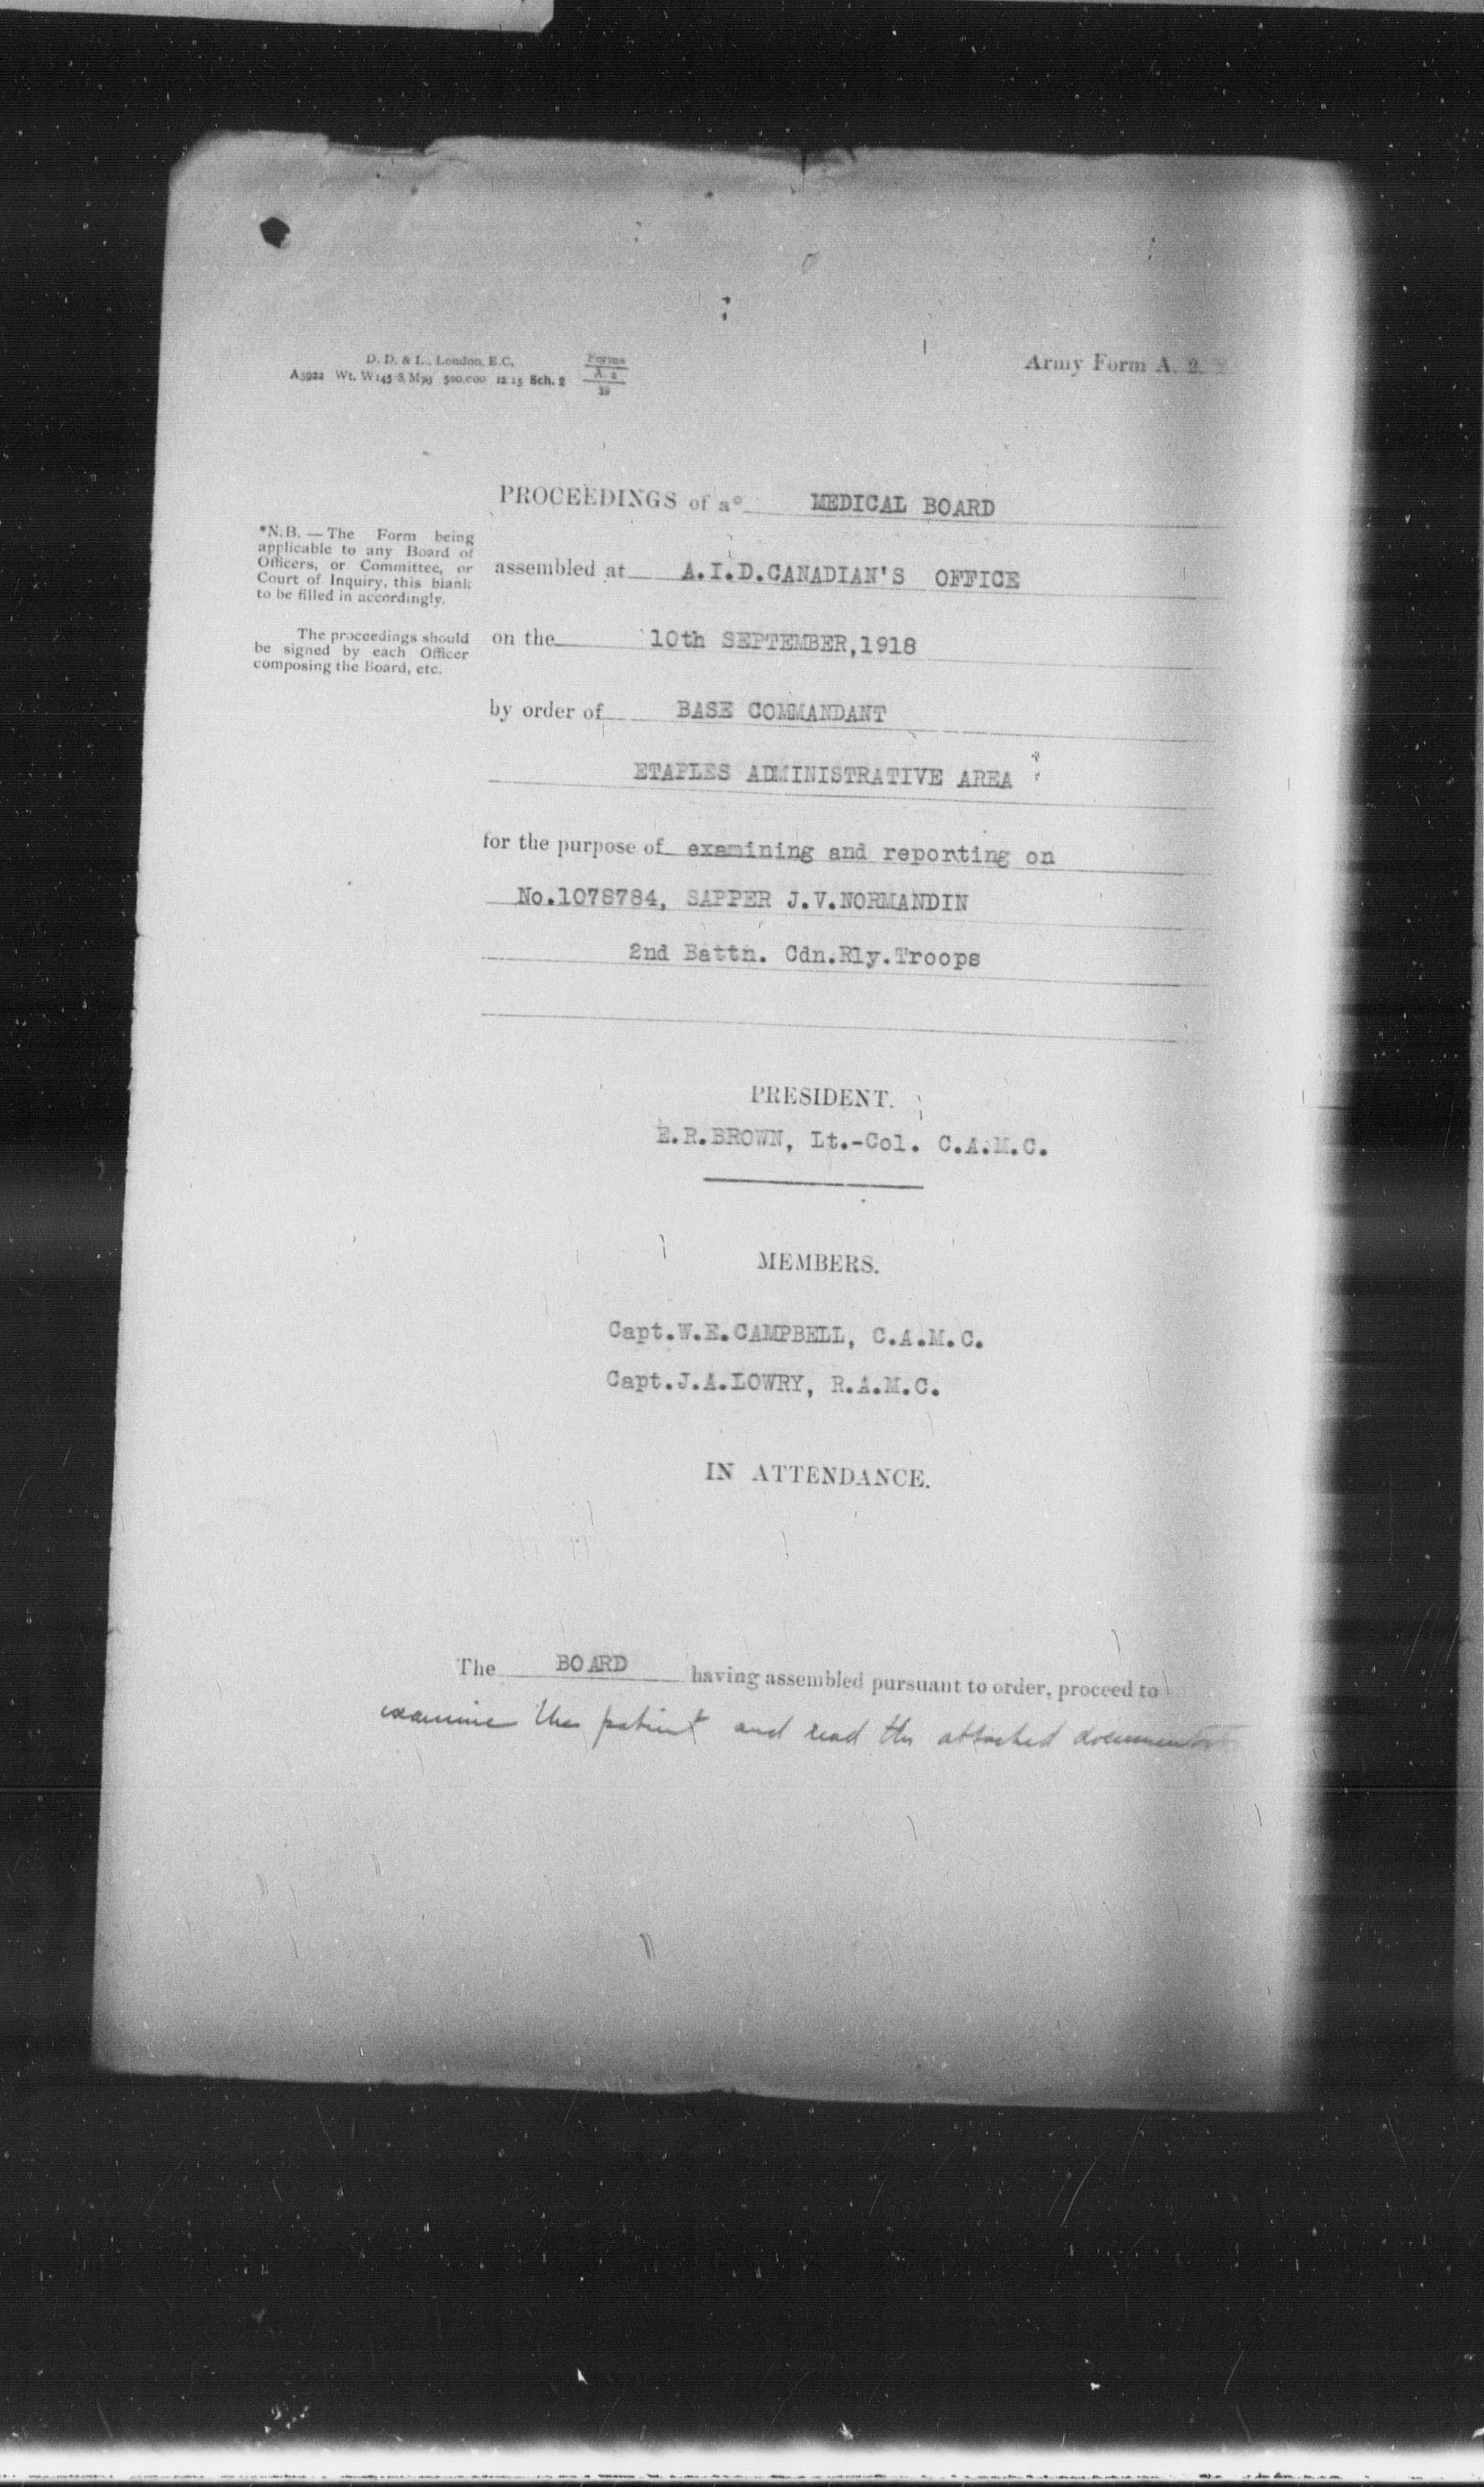 D. D. & L., London, E.C.
A3922 Wt. W145 8 M73 500,000 12 15 Sch. 2
Forms
A. 2
39
Army Form A. 2.
PROCEEDINGS of a* MEDICAL BOARD
*N.B. — The Form being
applicable to any Board of
Officers, or Committee, or
Court of Inquiry, this blank
to be filled in accordingly.
The proceedings should
be signed by each Officer
composing the Board, etc.
assembled at A.I.D.CANADIAN'S OFFICE
on the 10th SEPTEMBER,1918
by order of BASE COMMANDANT
ETAPLES ADMINISTRATIVE AREA
for the purpose of examining and reporting on
No.1078784, SAPPER J.V.NORMANDIN
2nd Battn. Cdn.Rly.Troops
PRESIDENT.
E.R.BROWN, Lt.-Col. C.A.M.C.
MEMBERS.
Capt.W.E.CAMPBELL, C.A.M.C.
Capt.J.A.LOWRY, R.A.M.C.
IN ATTENDANCE.
The BOARD having assembled pursuant to order, proceed to
examine the patient and read the attached documents